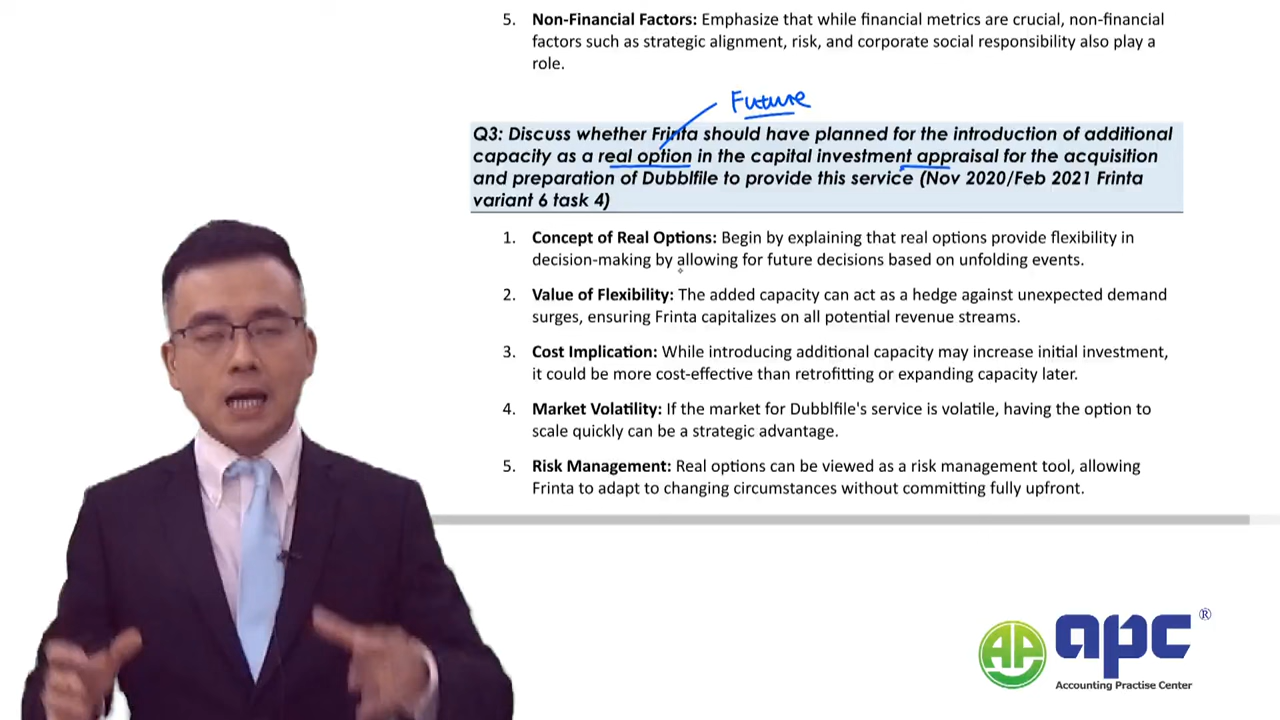 5. Non-Financial Factors: Emphasize that while financial metrics are crucial, non-financial
factors such as strategic alignment, risk, and corporate social responsibility also play a
role.
Future
Q3: Discuss whether Frinta should have planned for the introduction of additional
capacity as a real option in the capital investment appraisal for the acquisition
and preparation of Dubblfile to provide this service (Nov 2020/Feb 2021 Frinta
variant 6 task 4)
1. Concept of Real Options: Begin by explaining that real options provide flexibility in
decision-making by allowing for future decisions based on unfolding events.
2. Value of Flexibility: The added capacity can act as a hedge against unexpected demand
surges, ensuring Frinta capitalizes on all potential revenue streams.
3. Cost Implication: While introducing additional capacity may increase initial investment,
it could be more cost-effective than retrofitting or expanding capacity later.
4. Market Volatility: If the market for Dubblfile's service is volatile, having the option to
scale quickly can be a strategic advantage.
5. Risk Management: Real options can be viewed as a risk management tool, allowing
Frinta to adapt to changing circumstances without committing fully upfront.
AP apc ®
Accounting Practise Center